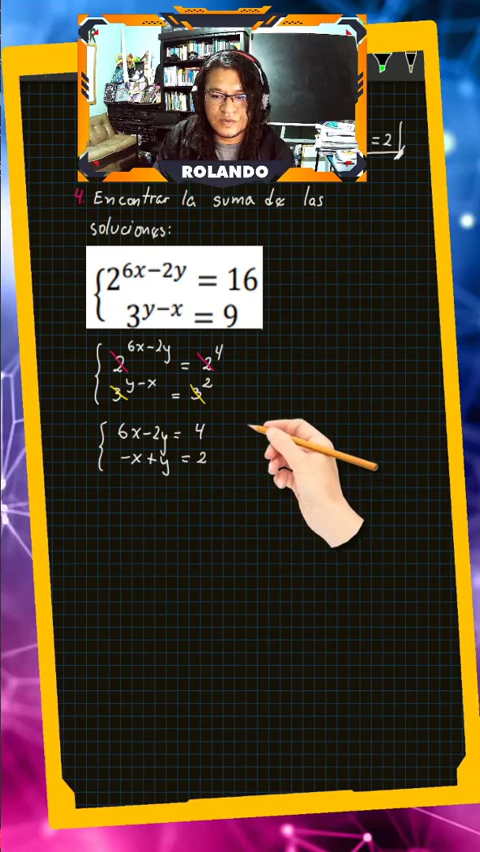 ROLANDO
=2
4. Encontrar la suma de las
soluciones:
2^{6x−2y} = 16
3^{y−x} = 9
2^{6x−2y} = 2^4
3^{y−x} = 3^2
6x−2y = 4
−x+y = 2